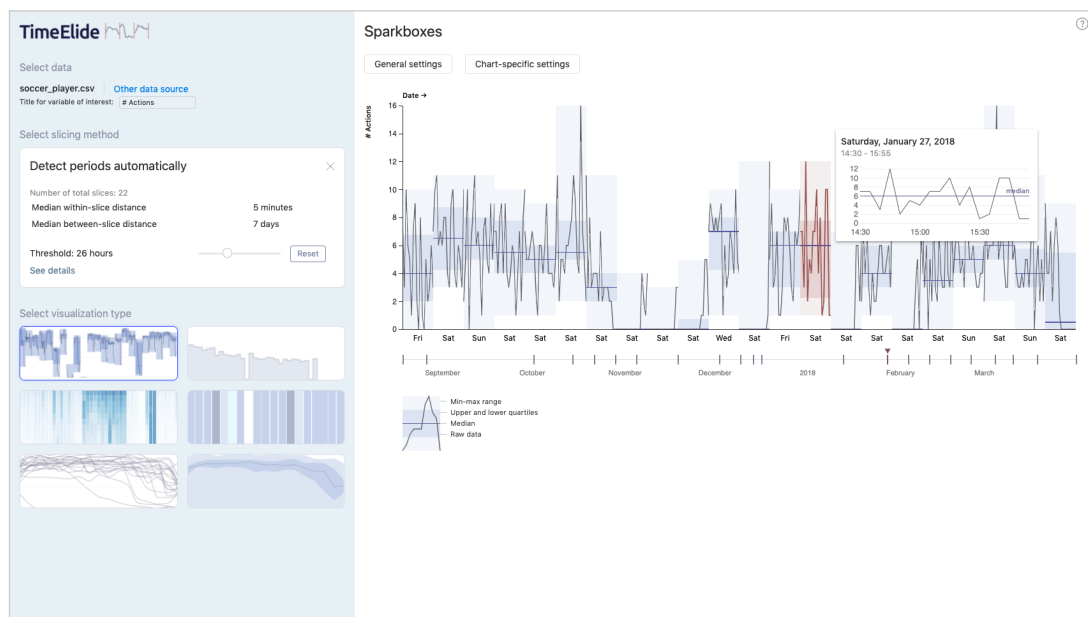 TimeElide
Select data
soccer_player.csv Other data source
Title for variable of interest: # Actions
Select slicing method
Detect periods automatically
Number of total slices: 22
Median within-slice distance 5 minutes
Median between-slice distance 7 days
Threshold: 26 hours Reset
See details
Select visualization type
Sparkboxes
?
General settings Chart-specific settings
Date →
# Actions
16
14
12
10
8
6
4
2
0
Saturday, January 27, 2018
14:30 - 15:55
12
10
8
6
4
2
0
median
14:30 15:00 15:30
Fri Sat Sun Sat Sat Sat Sat Sat Sat Sat Wed Sat Fri Sat Sat Sat Sat Sat Sun Sat Sun Sat
September October November December 2018 February March
Min-max range
Upper and lower quartiles
Median
Raw data